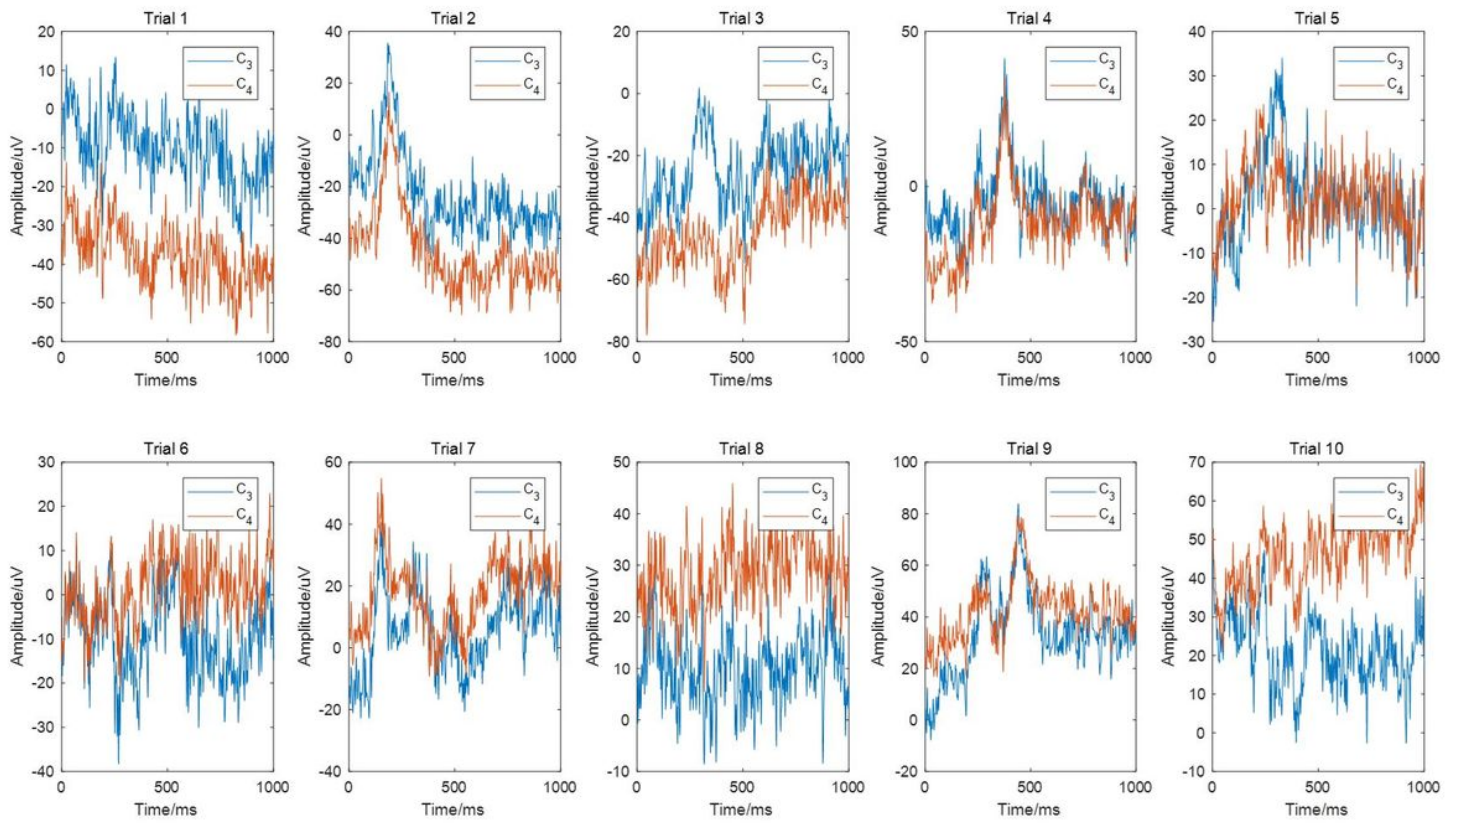 Trial 1
Trial 2
Trial 3
Trial 4
Trial 5
20
10
0
-10
-20
-30
-40
-50
-60
Amplitude/uV
C3
C4
0
500
1000
Time/ms
40
20
0
-20
-40
-60
-80
Amplitude/uV
C3
C4
0
500
1000
Time/ms
20
0
-20
-40
-60
-80
Amplitude/uV
C3
C4
0
500
1000
Time/ms
50
0
-50
Amplitude/uV
C3
C4
0
500
1000
Time/ms
40
30
20
10
0
-10
-20
-30
Amplitude/uV
C3
C4
0
500
1000
Time/ms
Trial 6
Trial 7
Trial 8
Trial 9
Trial 10
30
20
10
0
-10
-20
-30
-40
Amplitude/uV
C3
C4
0
500
1000
Time/ms
60
40
20
0
-20
-40
Amplitude/uV
C3
C4
0
500
1000
Time/ms
50
40
30
20
10
0
-10
Amplitude/uV
C3
C4
0
500
1000
Time/ms
100
80
60
40
20
0
-20
Amplitude/uV
C3
C4
0
500
1000
Time/ms
70
60
50
40
30
20
10
0
-10
Amplitude/uV
C3
C4
0
500
1000
Time/ms